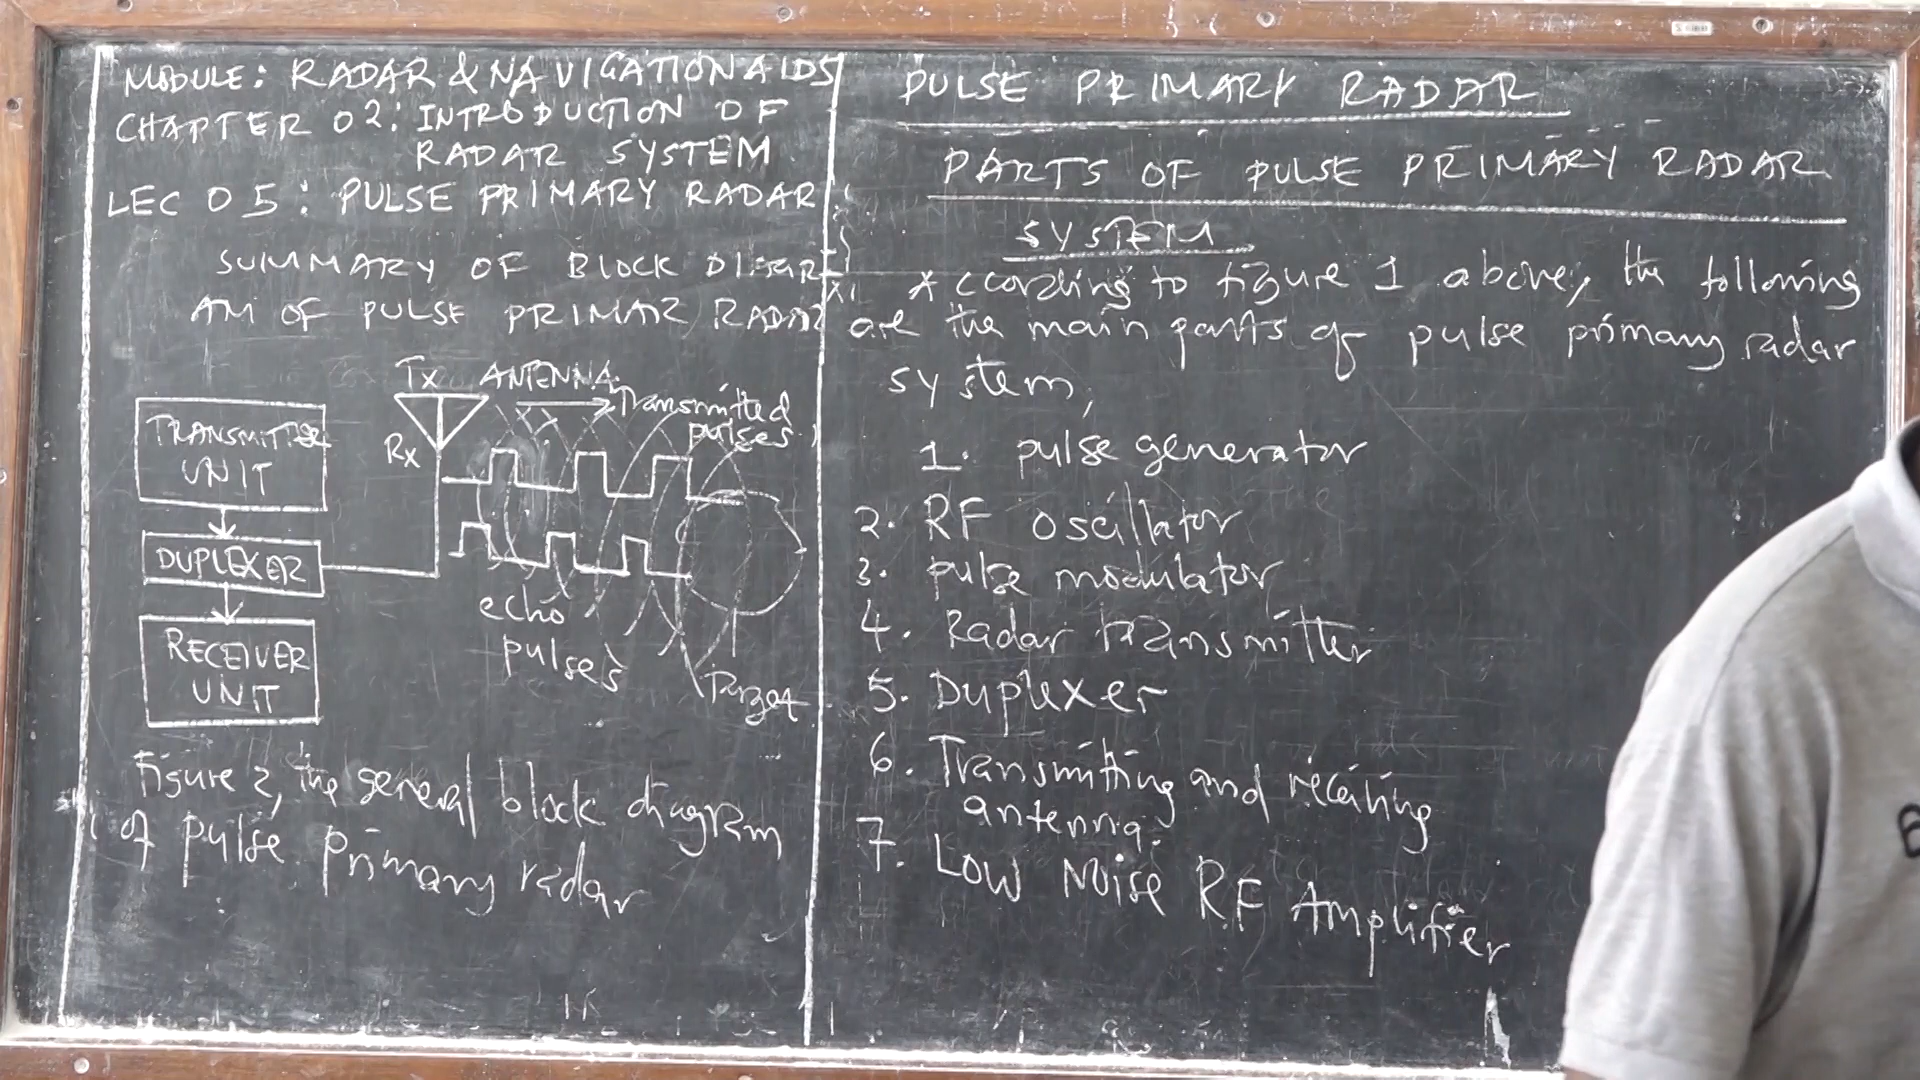 MODULE: RADAR & NAVIGATION AIDS
CHAPTER 02: INTRODUCTION OF
RADAR SYSTEM
LEC 05: PULSE PRIMARY RADAR
SUMMARY OF BLOCK DIAGR
AM OF PULSE PRIMAR RADAR
Tx ANTENNA
Transmitted
pulses
TRANSMITTER
UNIT
Rx
DUPLEXER
echo
pulses
RECEIVER
UNIT
Target
Figure 2, the general block diagram
of pulse primary radar
PULSE PRIMARY RADAR
PARTS OF PULSE PRIMARY RADAR
SYSTEM
According to figure 1 above, the following
are the main parts of pulse primary radar
system,
1. pulse generator
2. RF oscillator
3. pulse modulator
4. Radar transmitter
5. Duplexer
6. Transmitting and receiving
antenna.
7. Low Noise RF Amplifier